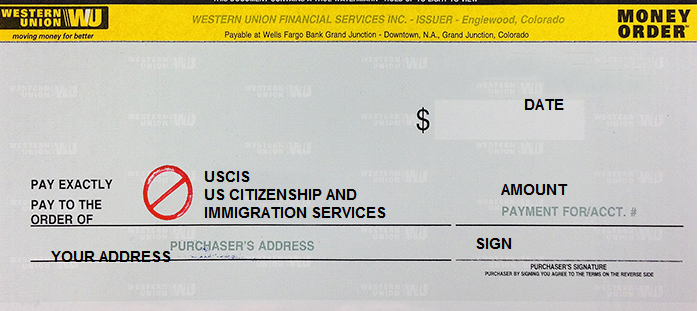 WESTERN UNION WU
moving money for better
WESTERN UNION FINANCIAL SERVICES INC. - ISSUER - Englewood, Colorado
Payable at Wells Fargo Bank Grand Junction - Downtown, N.A., Grand Junction, Colorado
MONEY ORDER
DATE
$
PAY EXACTLY
PAY TO THE
ORDER OF
USCIS
US CITIZENSHIP AND
IMMIGRATION SERVICES
AMOUNT
PAYMENT FOR/ACCT. #
PURCHASER'S ADDRESS
YOUR ADDRESS
SIGN
PURCHASER'S SIGNATURE
PURCHASER BY SIGNING YOU AGREE TO THE TERMS ON THE REVERSE SIDE